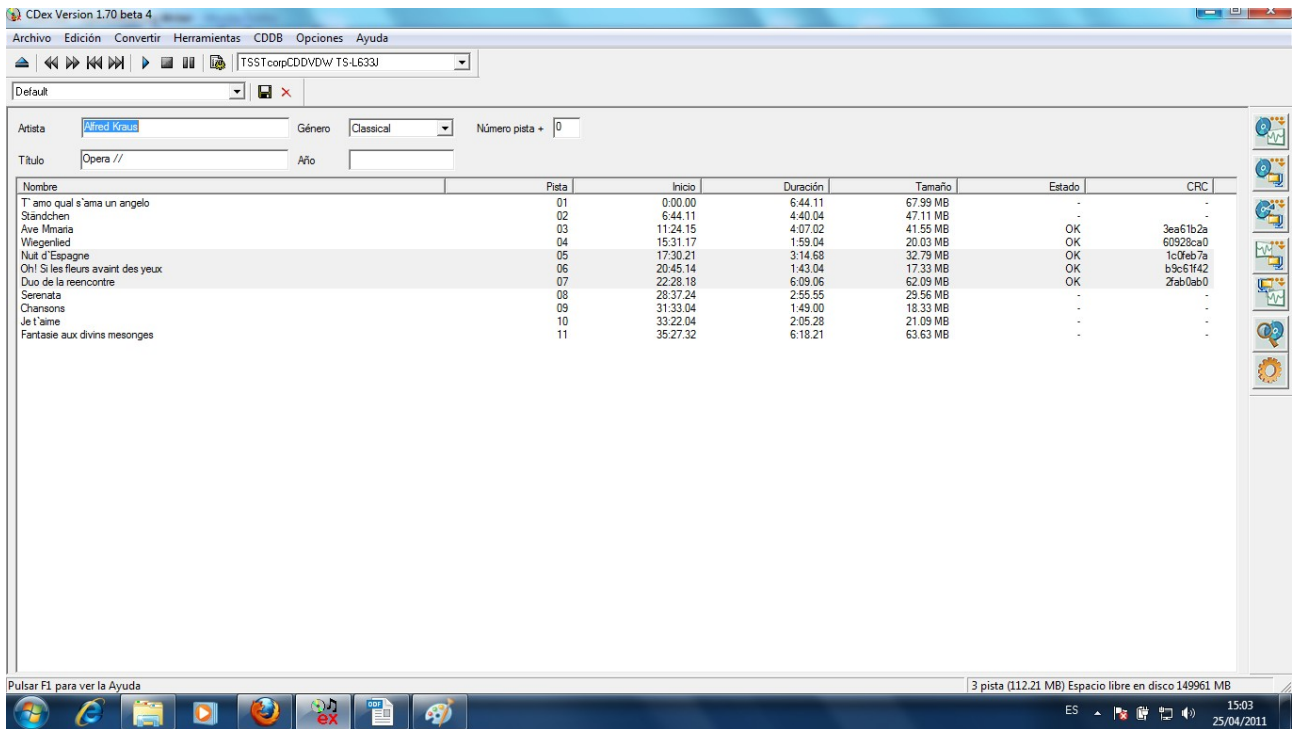 CDex Version 1.70 beta 4
Archivo Edición Convertir Herramientas CDDB Opciones Ayuda
TSSTcorpCDDVDW TS-L633J
Default
Artista Alfred Kraus Género Classical Número pista + 0
Título Opera // Año
Nombre Pista Inicio Duración Tamaño Estado CRC
T` amo qual s`ama un angelo 01 0:00.00 6:44.11 67.99 MB - -
Ständchen 02 6:44.11 4:40.04 47.11 MB - -
Ave Mmaria 03 11:24.15 4:07.02 41.55 MB OK 3ea61b2a
Wiegenlied 04 15:31.17 1:59.04 20.03 MB OK 60928ca0
Nuit d`Espagne 05 17:30.21 3:14.68 32.79 MB OK 1c0feb7a
Oh! Si les fleurs avaint des yeux 06 20:45.14 1:43.04 17.33 MB OK b9c61f42
Duo de la reencontre 07 22:28.18 6:09.06 62.09 MB OK 2fab0ab0
Serenata 08 28:37.24 2:55.55 29.56 MB - -
Chansons 09 31:33.04 1:49.00 18.33 MB - -
Je t`aime 10 33:22.04 2:05.28 21.09 MB - -
Fantasie aux divins mesonges 11 35:27.32 6:18.21 63.63 MB - -
Pulsar F1 para ver la Ayuda 3 pista (112.21 MB) Espacio libre en disco 149961 MB
ex ODF ES 15:03
25/04/2011